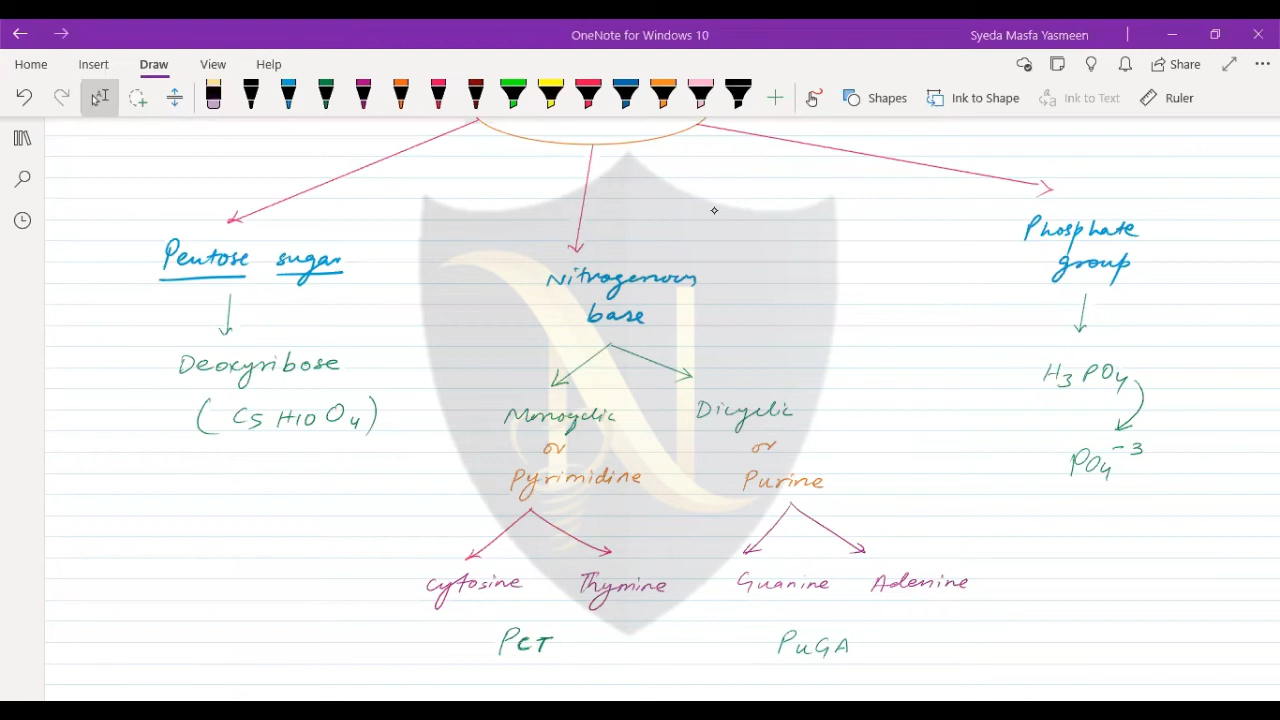 OneNote for Windows 10
Syeda Masfa Yasmeen
Home Insert Draw View Help
Share
Shapes
Ink to Shape
Ink to Text
Ruler
Pentose sugar
Deoxyribose
(C5 H10 O4)
Nitrogenous
base
Monocyclic
or
Pyrimidine
Dicyclic
or
Purine
Cytosine Thymine Guanine Adenine
PCT PuGA
Phosphate
group
H3 PO4
PO4 -3